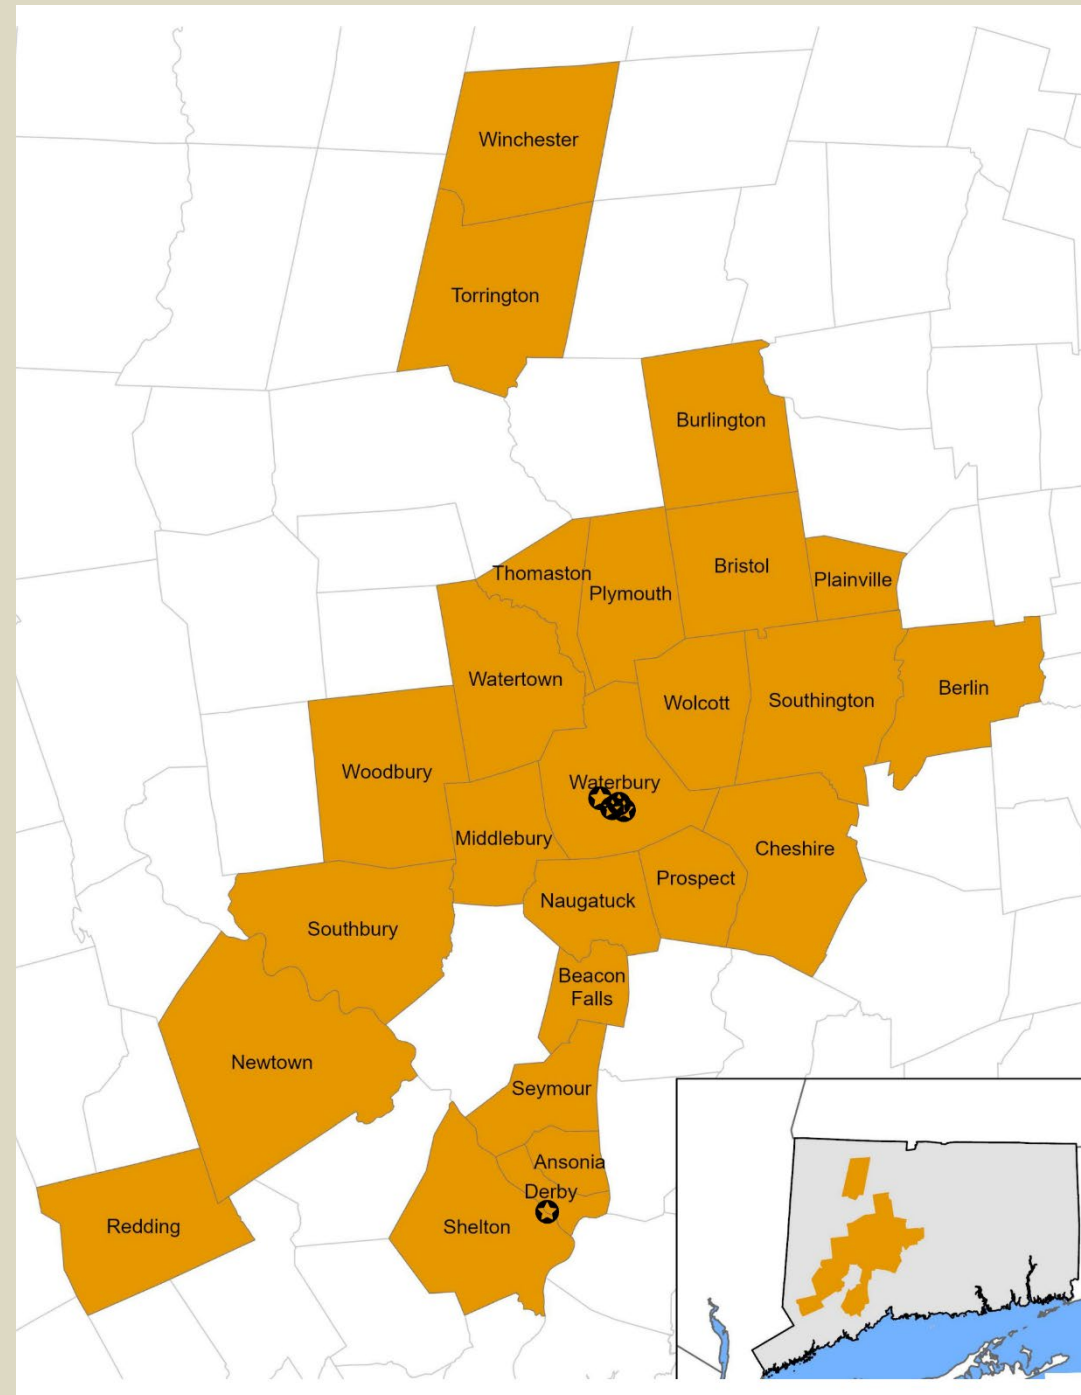 Winchester
Torrington
Burlington
Thomaston
Plymouth
Bristol
Plainville
Watertown
Wolcott
Southington
Berlin
Woodbury
Waterbury
Middlebury
Cheshire
Prospect
Naugatuck
Southbury
Beacon
Falls
Newtown
Seymour
Ansonia
Derby
Redding
Shelton